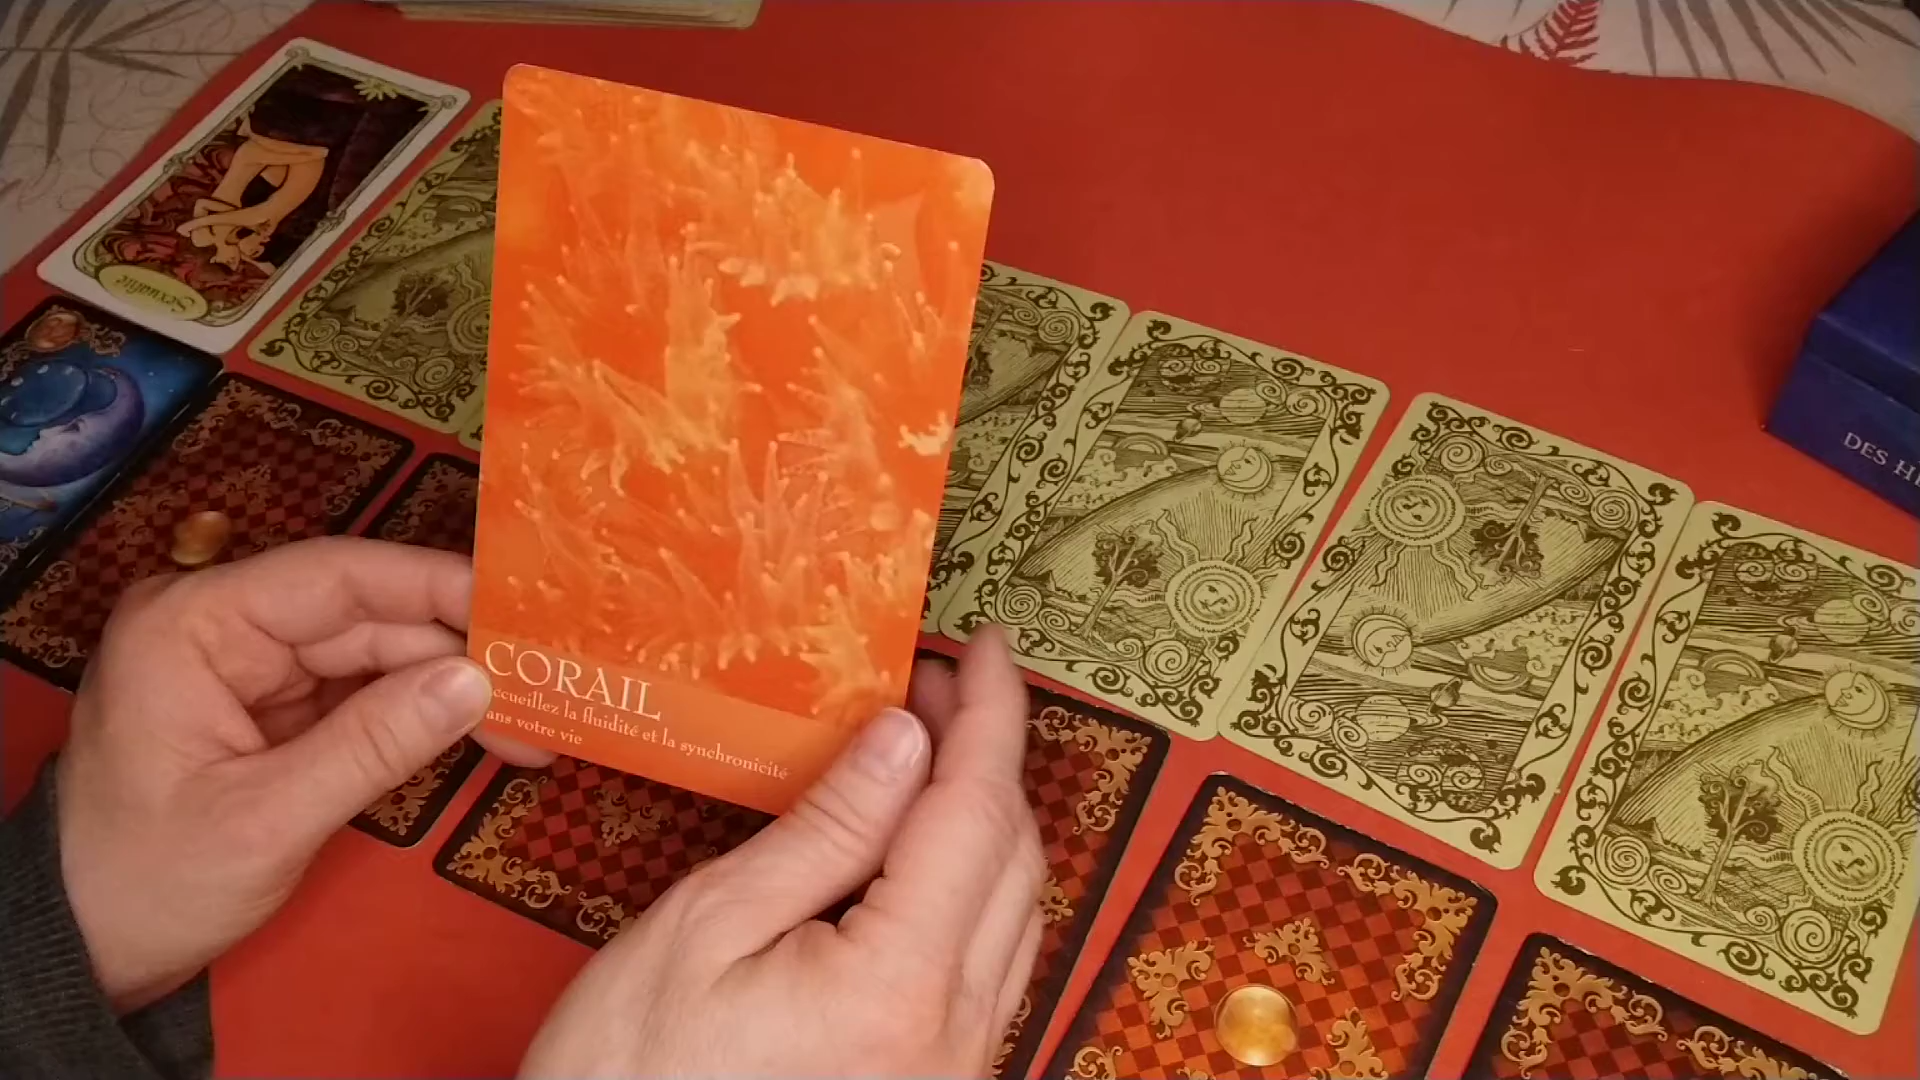 Sexualité
DES H
CORAIL
ccueillez la fluidité et la synchronicité
ans votre vie